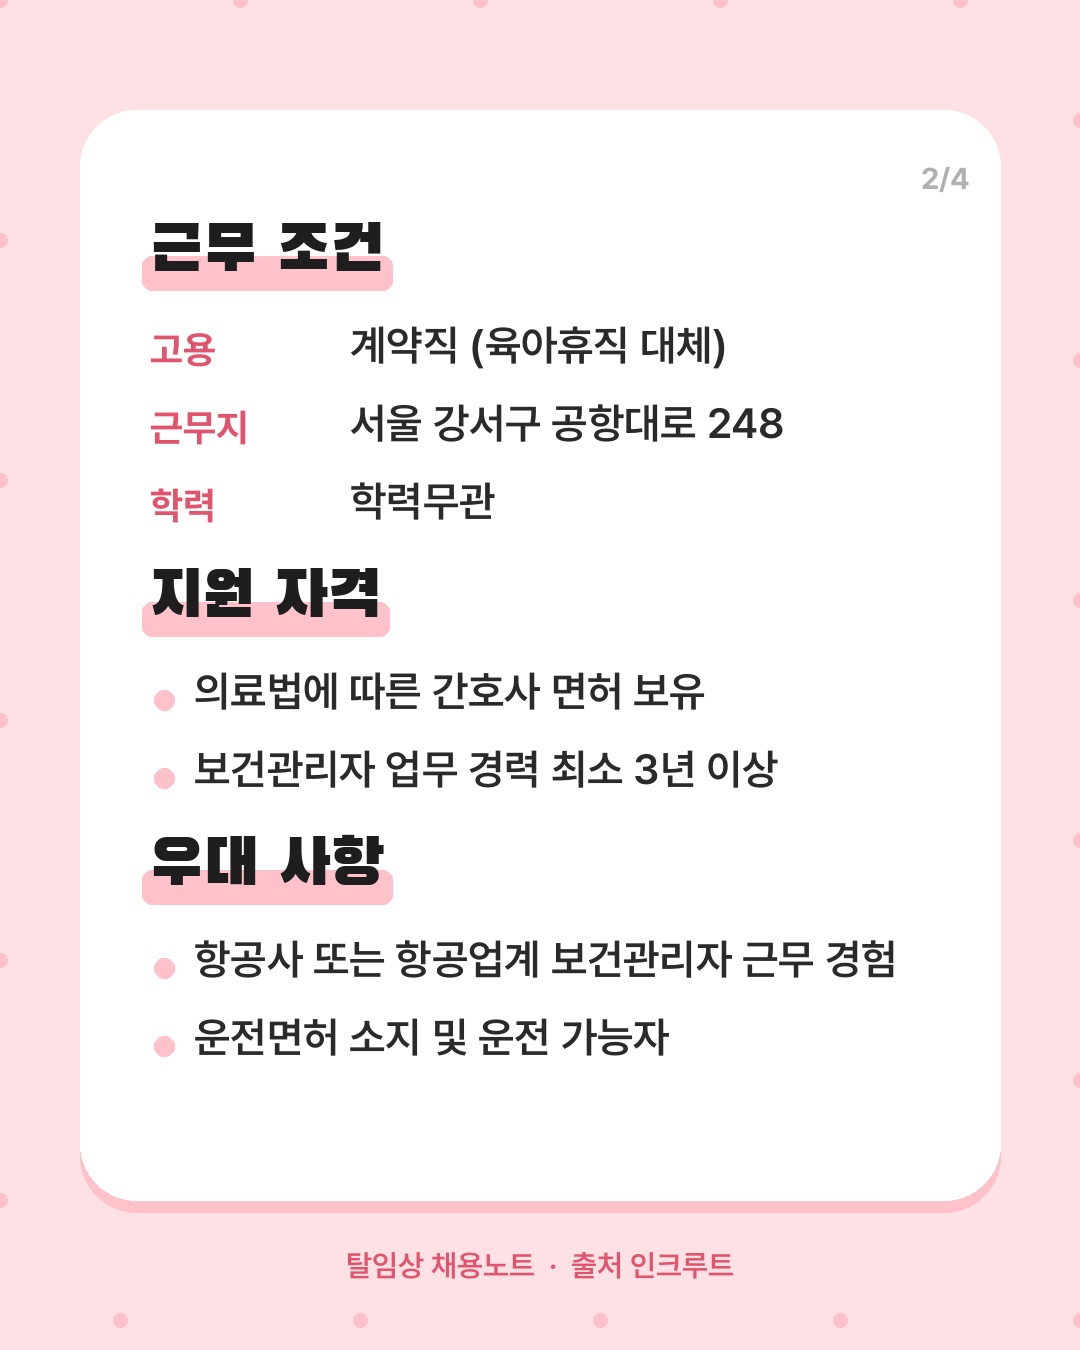 2/4
근무 조건
고용 계약직 (육아휴직 대체)
근무지 서울 강서구 공항대로 248
학력 학력무관
지원 자격
의료법에 따른 간호사 면허 보유
보건관리자 업무 경력 최소 3년 이상
우대 사항
항공사 또는 항공업계 보건관리자 근무 경험
운전면허 소지 및 운전 가능자
탈임상 채용노트 · 출처 인크루트